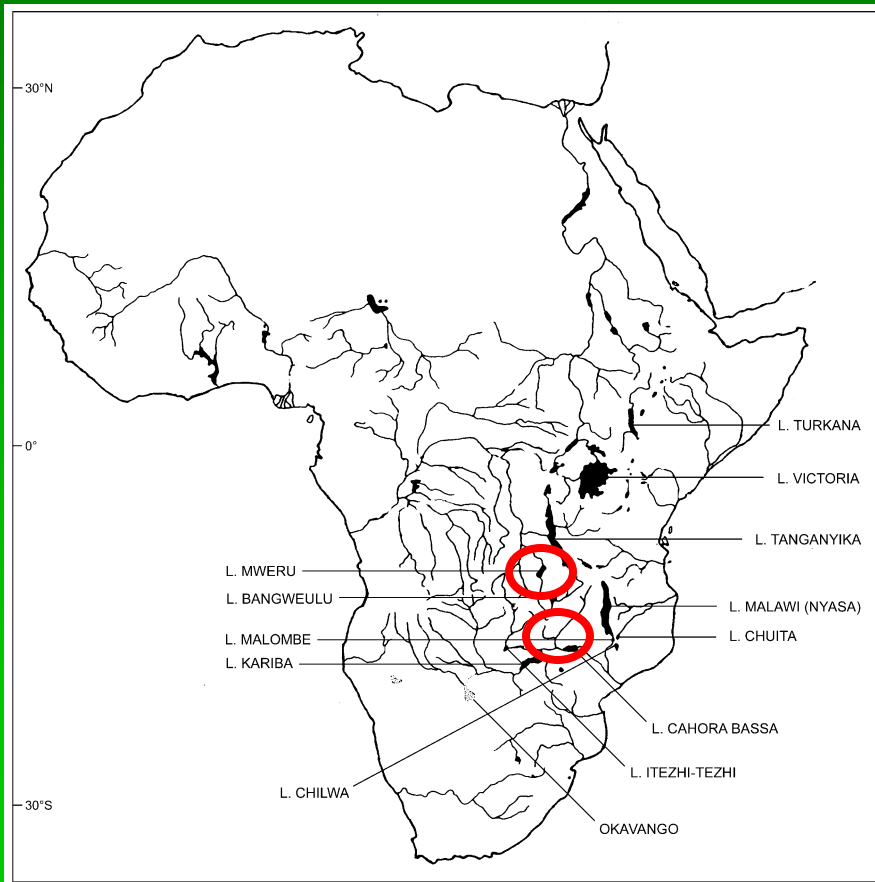 30°N
0°
L. TURKANA
L. VICTORIA
L. TANGANYIKA
L. MWERU
L. BANGWEULU
L. MALAWI (NYASA)
L. MALOMBE
L. CHUITA
L. KARIBA
L. CAHORA BASSA
L. ITEZHI-TEZHI
L. CHILWA
30°S
OKAVANGO